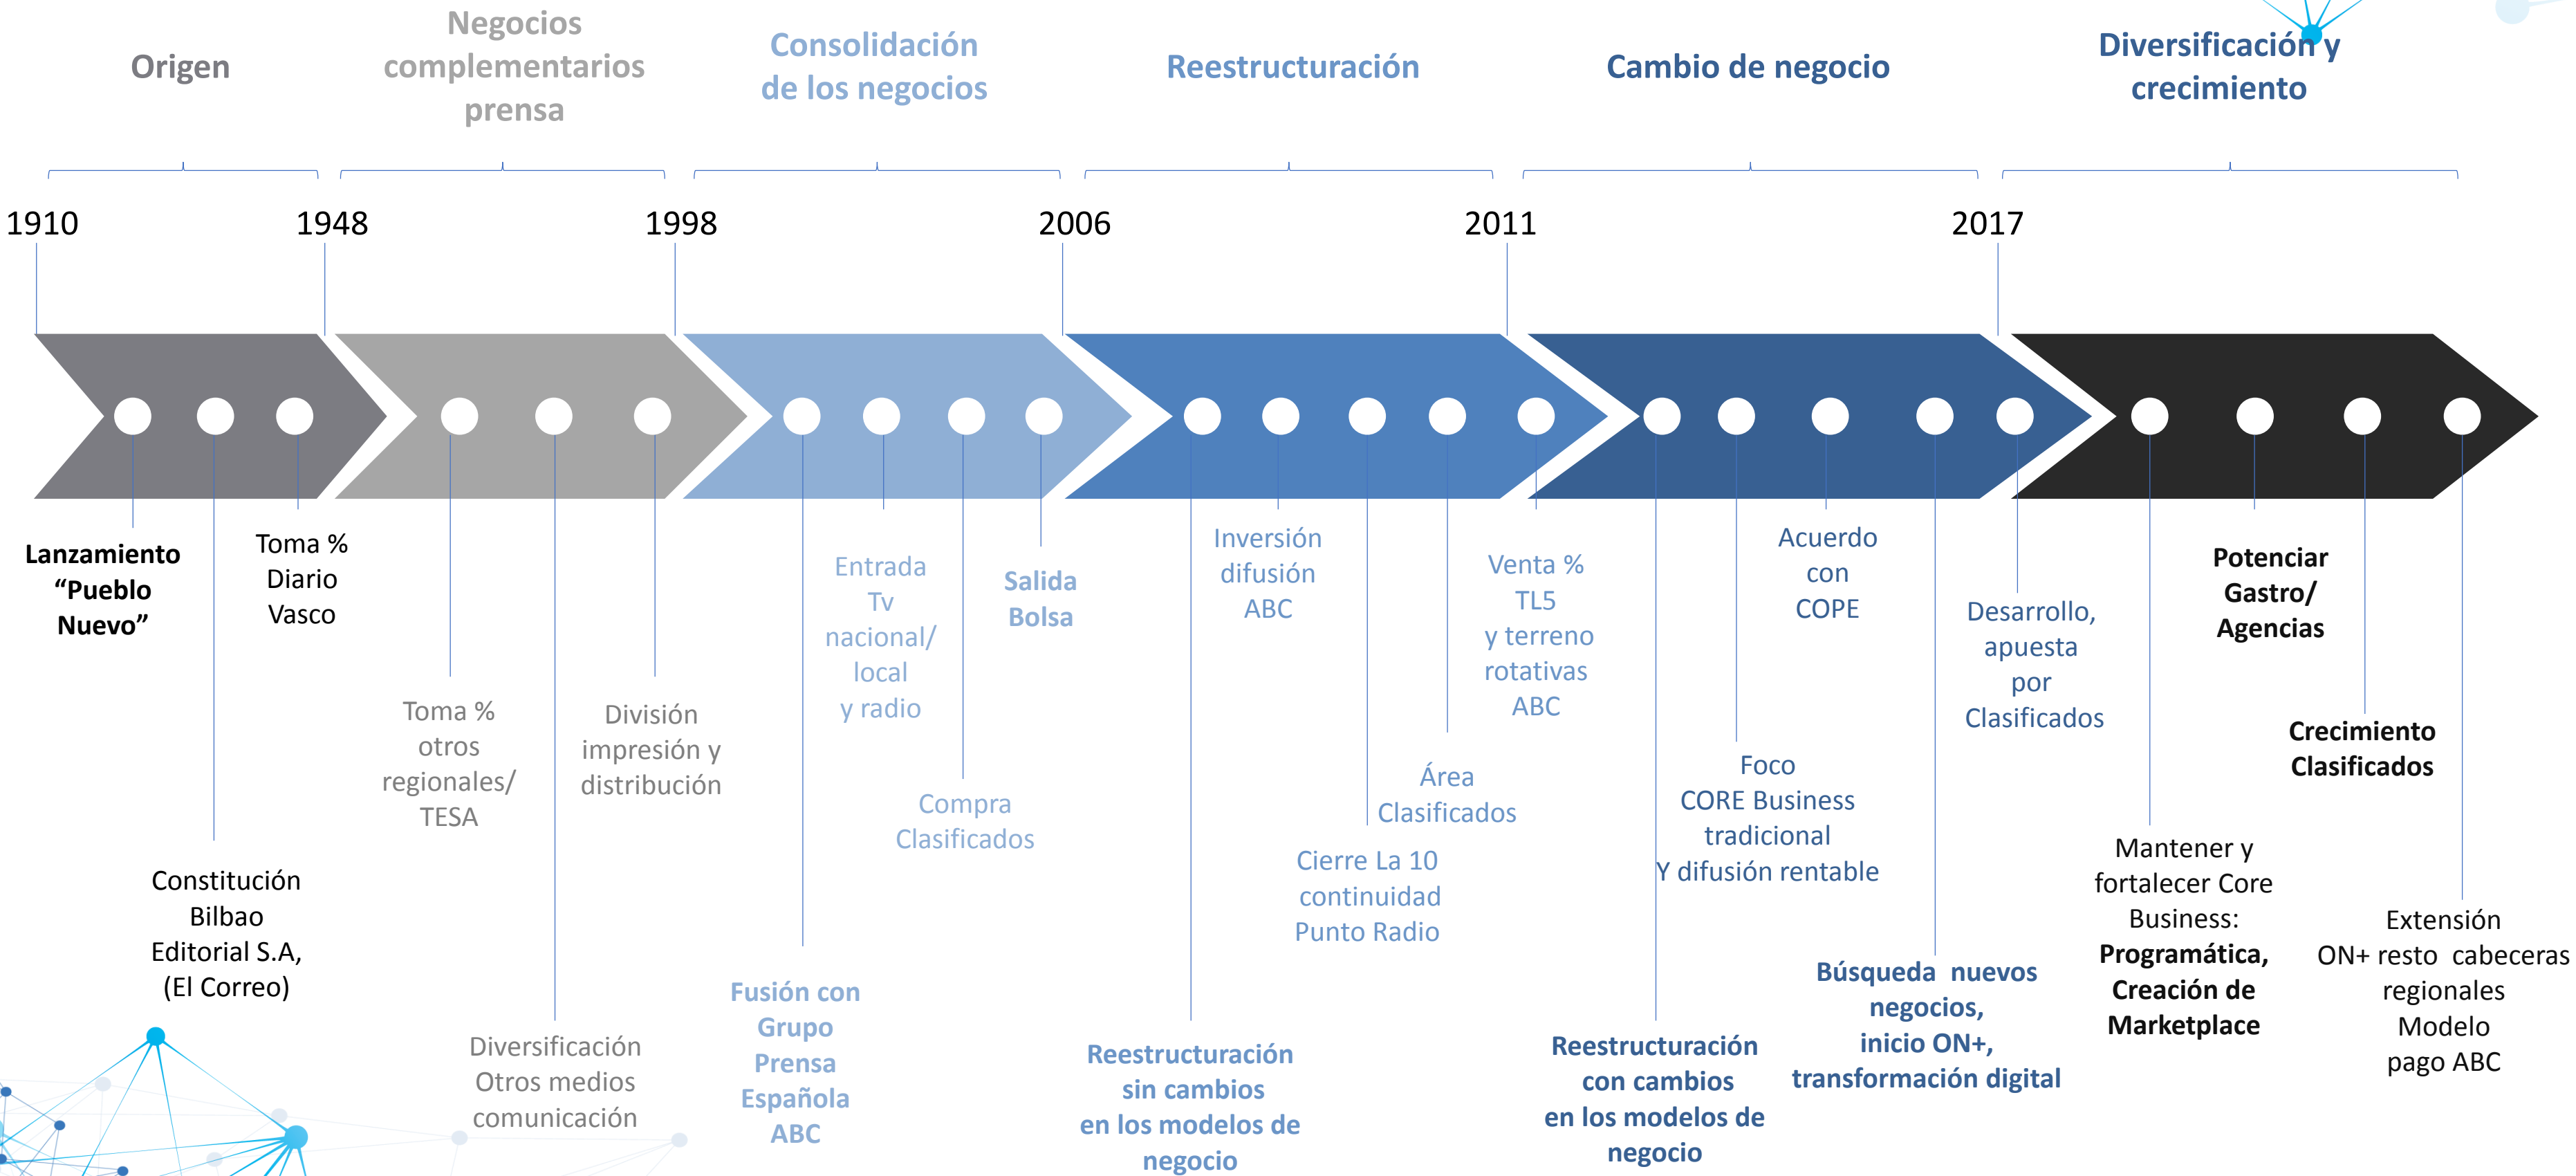 Origen
Negocios
complementarios
prensa
Consolidación
de los negocios
Reestructuración
Cambio de negocio
Diversificación y
crecimiento
1910
1948
1998
2006
2011
2017
Lanzamiento
“Pueblo
Nuevo”
Constitución
Bilbao
Editorial S.A,
(El Correo)
Toma %
Diario
Vasco
Toma %
otros
regionales/
TESA
Diversificación
Otros medios
comunicación
División
impresión y
distribución
Fusión con
Grupo
Prensa
Española
ABC
Entrada
Tv
nacional/
local
y radio
Compra
Clasificados
Salida
Bolsa
Reestructuración
sin cambios
en los modelos de
negocio
Inversión
difusión
ABC
Cierre La 10
continuidad
Punto Radio
Área
Clasificados
Venta %
TL5
y terreno
rotativas
ABC
Reestructuración
con cambios
en los modelos de
negocio
Foco
CORE Business
tradicional
Y difusión rentable
Acuerdo
con
COPE
Búsqueda nuevos
negocios,
inicio ON+,
transformación digital
Desarrollo,
apuesta
por
Clasificados
Mantener y
fortalecer Core
Business:
Programática,
Creación de
Marketplace
Potenciar
Gastro/
Agencias
Crecimiento
Clasificados
Extensión
ON+ resto cabeceras
regionales
Modelo
pago ABC